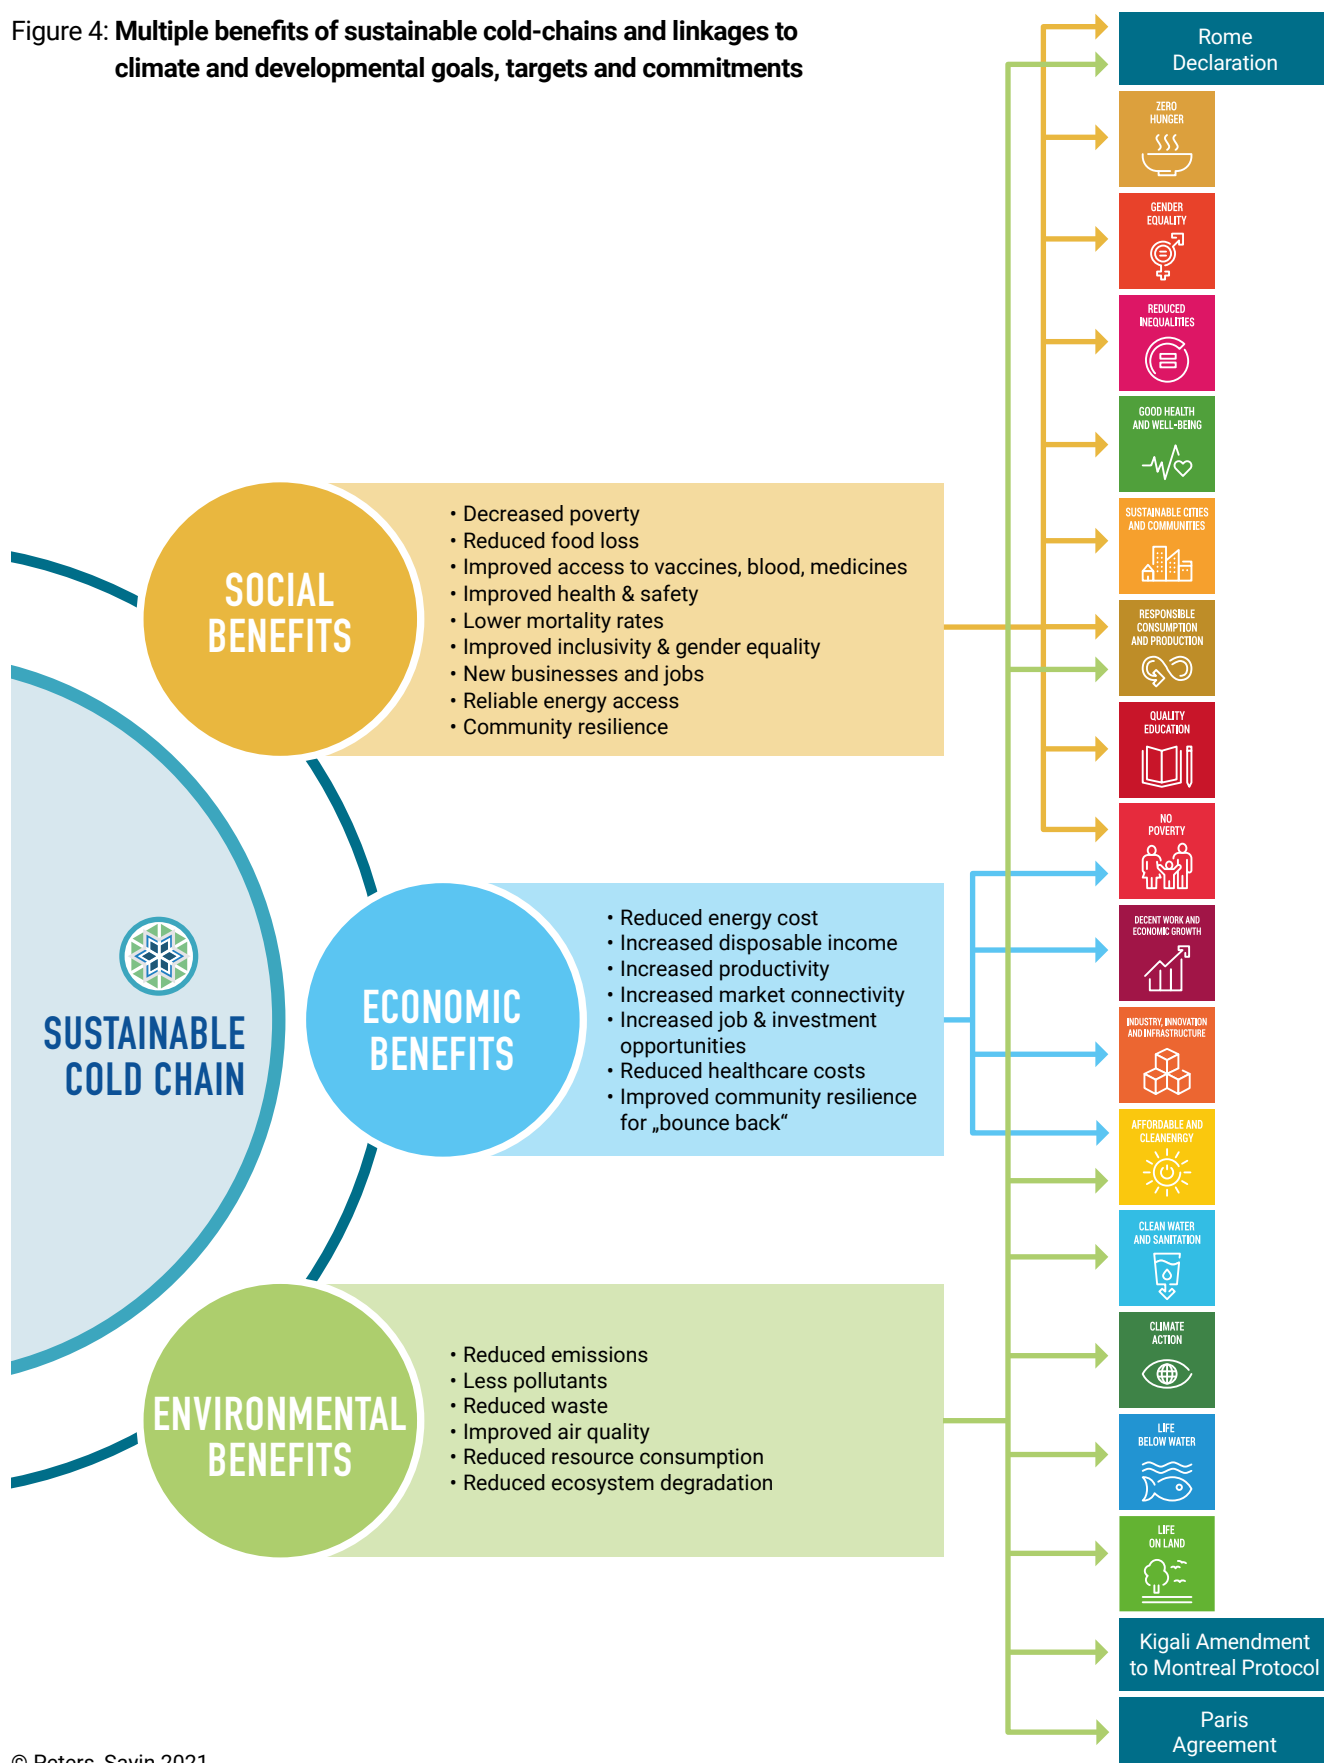 Figure 4: Multiple benefits of sustainable cold-chains and linkages to
climate and developmental goals, targets and commitments
SOCIAL
BENEFITS
• Decreased poverty
• Reduced food loss
• Improved access to vaccines, blood, medicines
• Improved health & safety
• Lower mortality rates
• Improved inclusivity & gender equality
• New businesses and jobs
• Reliable energy access
• Community resilience
SUSTAINABLE
COLD CHAIN
ECONOMIC
BENEFITS
• Reduced energy cost
• Increased disposable income
• Increased productivity
• Increased market connectivity
• Increased job & investment
opportunities
• Reduced healthcare costs
• Improved community resilience
for „bounce back“
ENVIRONMENTAL
BENEFITS
• Reduced emissions
• Less pollutants
• Reduced waste
• Improved air quality
• Reduced resource consumption
• Reduced ecosystem degradation
Rome
Declaration
ZERO
HUNGER
GENDER
EQUALITY
REDUCED
INEQUALITIES
GOOD HEALTH
AND WELL-BEING
SUSTAINABLE CITIES
AND COMMUNITIES
RESPONSIBLE
CONSUMPTION
AND PRODUCTION
QUALITY
EDUCATION
NO
POVERTY
DECENT WORK AND
ECONOMIC GROWTH
INDUSTRY, INNOVATION
AND INFRASTRUCTURE
AFFORDABLE AND
CLEANENRGY
CLEAN WATER
AND SANITATION
CLIMATE
ACTION
LIFE
BELOW WATER
LIFE
ON LAND
Kigali Amendment
to Montreal Protocol
Paris
Agreement
© Peters, Sayin 2021